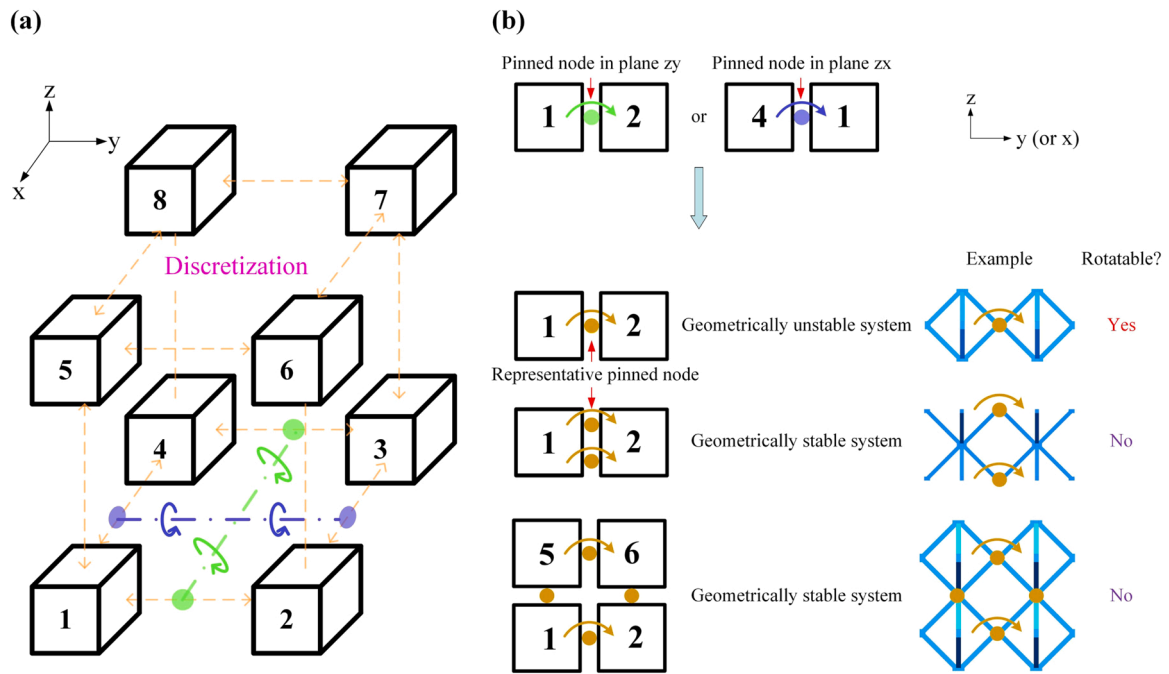 (a)
z
y
x
8
7
Discretization
5
6
4
3
1
2
(b)
Pinned node in plane zy
Pinned node in plane zx
1 2 or 4 1
z
y (or x)
Example Rotatable?
1 2 Geometrically unstable system Yes
Representative pinned node
1 2 Geometrically stable system No
5 6
Geometrically stable system No
1 2